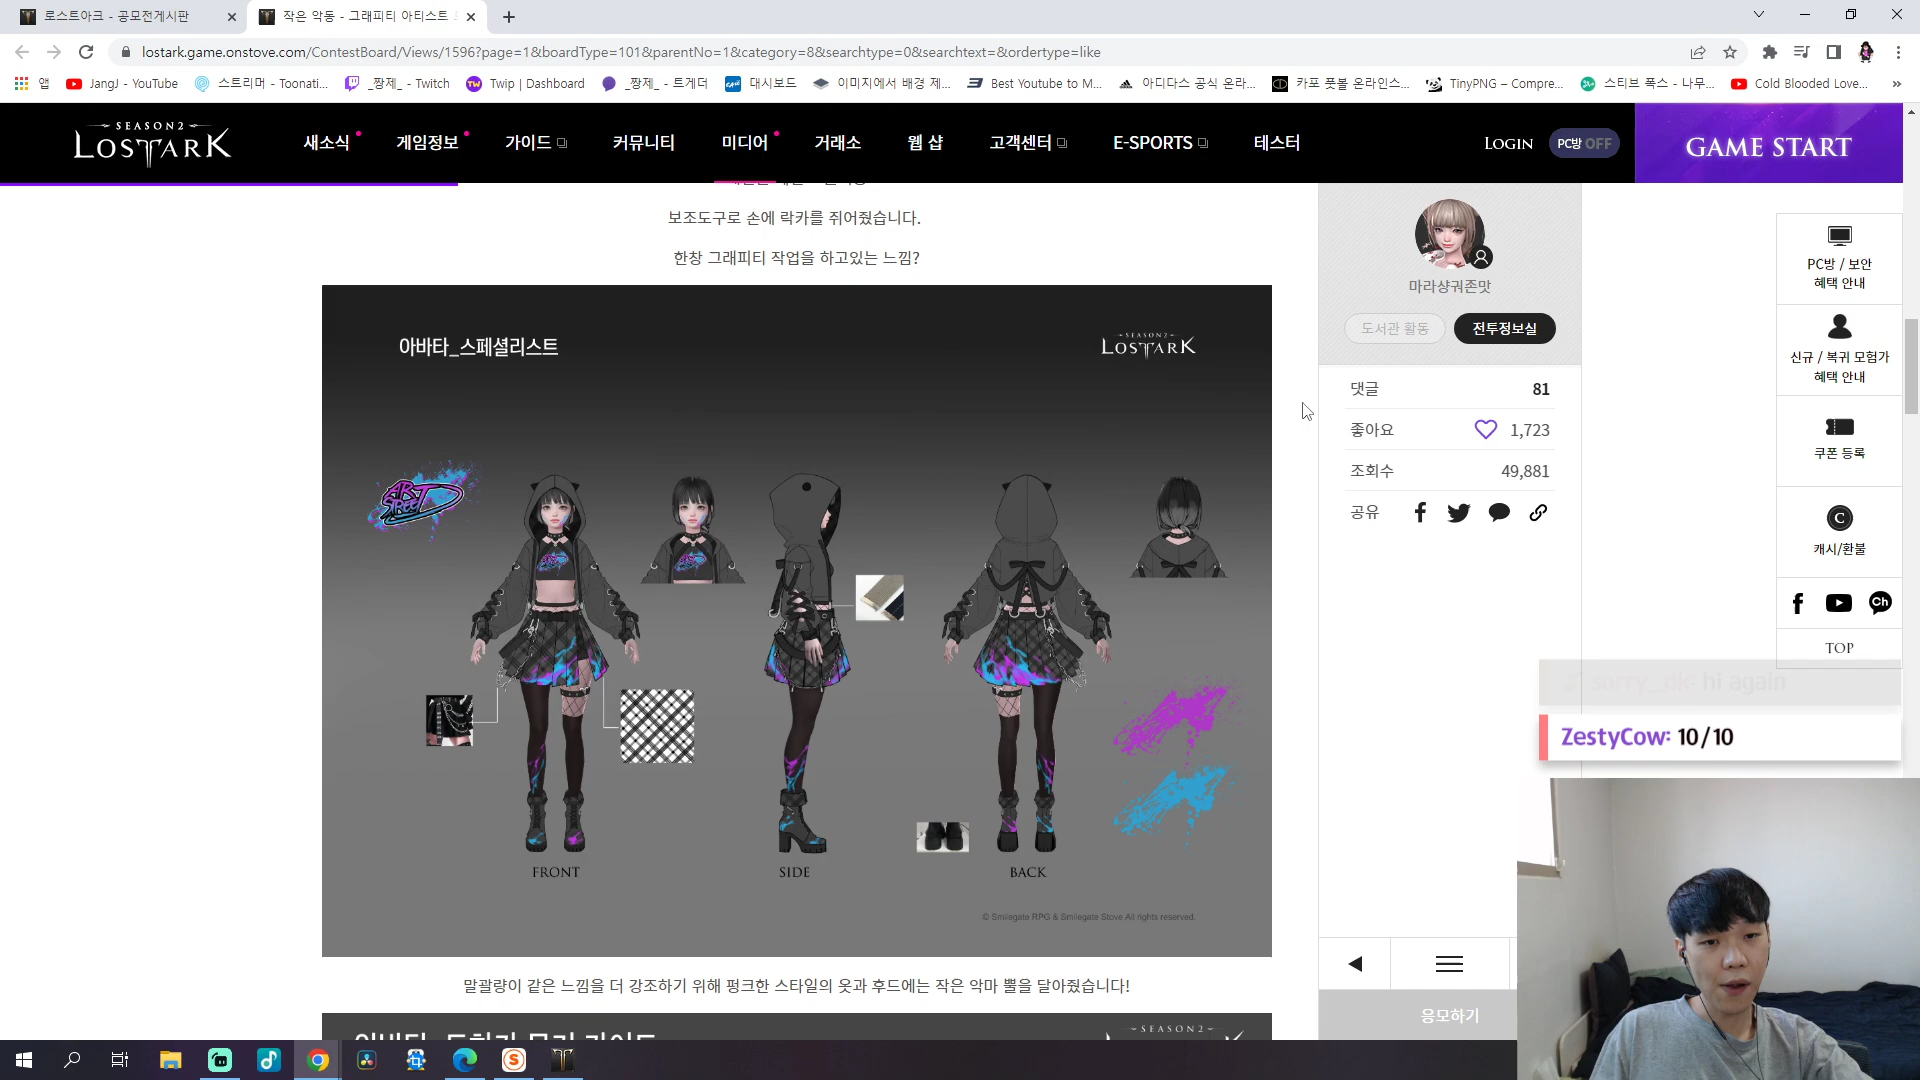 로스트아크 - 공모전게시판
작은 악동 - 그래피티 아티스트
lostark.game.onstove.com/ContestBoard/Views/1596?page=1&boardType=101&parentNo=1&category=8&searchtype=0&searchtext=&ordertype=like
앱
JangJ - YouTube
스트리머 - Toonati...
_짱제_ - Twitch
Twip | Dashboard
_짱제_ - 트게더
대시보드
이미지에서 배경 제...
Best Youtube to M...
아디다스 공식 온라...
카포 풋볼 온라인스...
TinyPNG – Compre...
스티브 폭스 - 나무...
Cold Blooded Love...
SEASON2
LOSTARK
새소식
게임정보
가이드
커뮤니티
미디어
거래소
웹 샵
고객센터
E-SPORTS
테스터
LOGIN
PC방 OFF
GAME START
보조도구로 손에 락카를 쥐어줬습니다.
한창 그래피티 작업을 하고있는 느낌?
아바타_스페셜리스트
SEASON2
LOSTARK
ART STREET
FRONT
SIDE
BACK
© Smilegate RPG & Smilegate Stove All rights reserved.
말괄량이 같은 느낌을 더 강조하기 위해 펑크한 스타일의 옷과 후드에는 작은 악마 뿔을 달아줬습니다!
SEASON2
마라샹궈존맛
도서관 활동
전투정보실
댓글
81
좋아요
1,723
조회수
49,881
공유
응모하기
PC방 / 보안
혜택 안내
신규 / 복귀 모험가
혜택 안내
쿠폰 등록
C
캐시/환불
Ch
TOP
sorry_dk: hi again
ZestyCow: 10/10